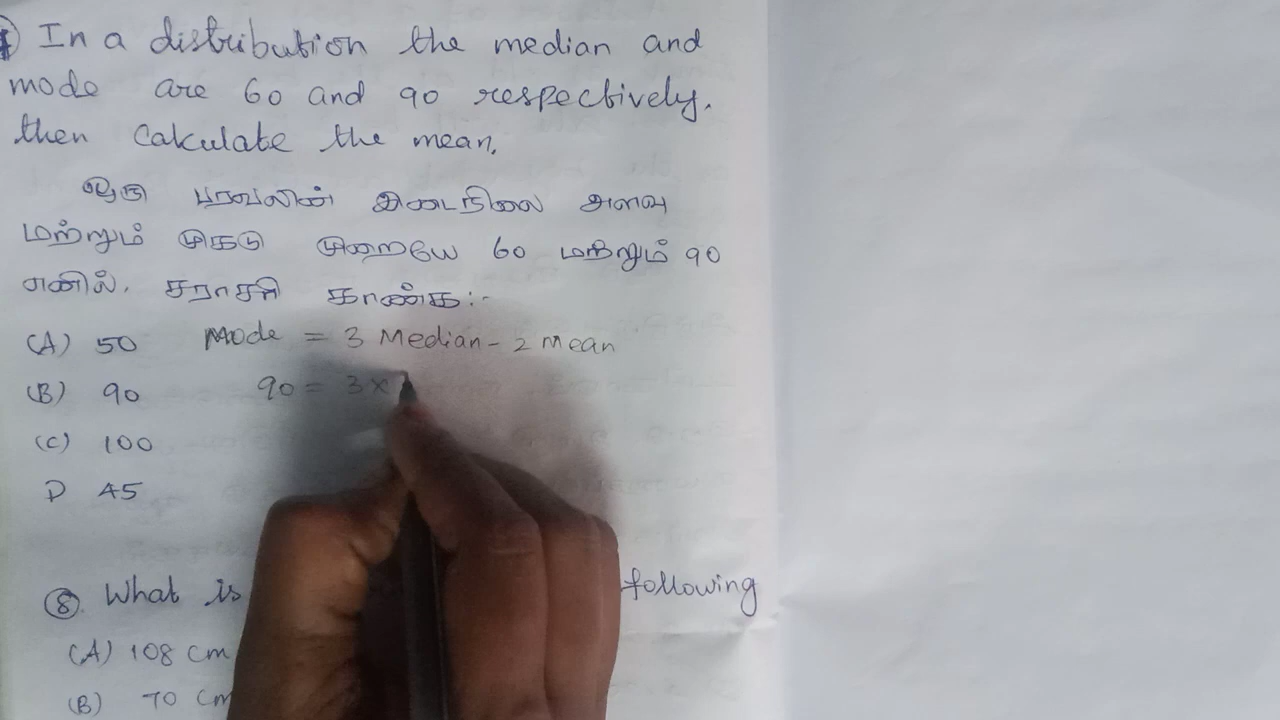 In a distribution the median and
mode are 60 and 90 respectively.
then calculate the mean.
ஒரு பரவலின் இடைநிலை அளவு
மற்றும் முகடு முறையே 60 மற்றும் 90
எனில், சராசரி காண்க:-
(A) 50 Mode = 3 Median - 2 Mean
(B) 90 90 = 3 ×
(C) 100
D 45
⑧. What is following
(A) 108 cm
(B) 70 cm